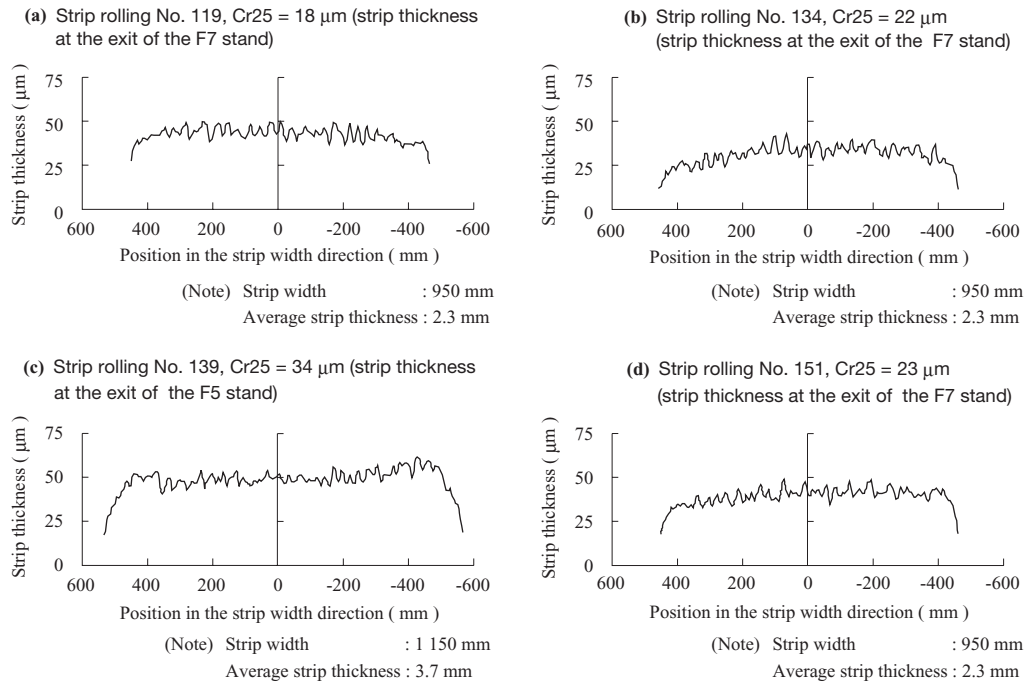 (a) Strip rolling No. 119, Cr25 = 18 μm (strip thickness
at the exit of the F7 stand)
75
50
25
0
Strip thickness ( μm )
600 400 200 0 -200 -400 -600
Position in the strip width direction ( mm )
(Note) Strip width : 950 mm
Average strip thickness : 2.3 mm
(b) Strip rolling No. 134, Cr25 = 22 μm
(strip thickness at the exit of the F7 stand)
75
50
25
0
Strip thickness ( μm )
600 400 200 0 -200 -400 -600
Position in the strip width direction ( mm )
(Note) Strip width : 950 mm
Average strip thickness : 2.3 mm
(c) Strip rolling No. 139, Cr25 = 34 μm (strip thickness
at the exit of the F5 stand)
75
50
25
0
Strip thickness ( μm )
600 400 200 0 -200 -400 -600
Position in the strip width direction ( mm )
(Note) Strip width : 1 150 mm
Average strip thickness : 3.7 mm
(d) Strip rolling No. 151, Cr25 = 23 μm
(strip thickness at the exit of the F7 stand)
75
50
25
0
Strip thickness ( μm )
600 400 200 0 -200 -400 -600
Position in the strip width direction ( mm )
(Note) Strip width : 950 mm
Average strip thickness : 2.3 mm